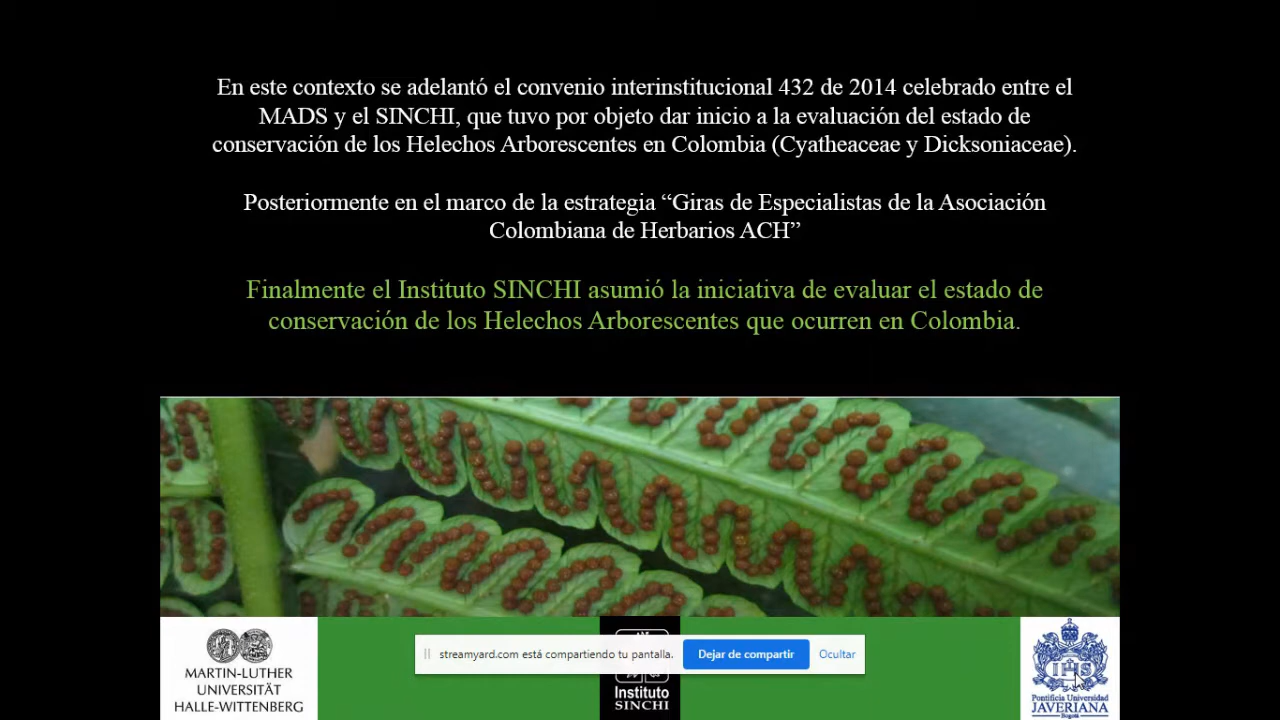 En este contexto se adelantó el convenio interinstitucional 432 de 2014 celebrado entre el
MADS y el SINCHI, que tuvo por objeto dar inicio a la evaluación del estado de
conservación de los Helechos Arborescentes en Colombia (Cyatheaceae y Dicksoniaceae).
Posteriormente en el marco de la estrategia “Giras de Especialistas de la Asociación
Colombiana de Herbarios ACH”
Finalmente el Instituto SINCHI asumió la iniciativa de evaluar el estado de
conservación de los Helechos Arborescentes que ocurren en Colombia.
MARTIN-LUTHER
UNIVERSITÄT
HALLE-WITTENBERG
streamyard.com está compartiendo tu pantalla.
Dejar de compartir
Ocultar
Instituto
SINCHI
IHS
Pontificia Universidad
JAVERIANA
Bogotá